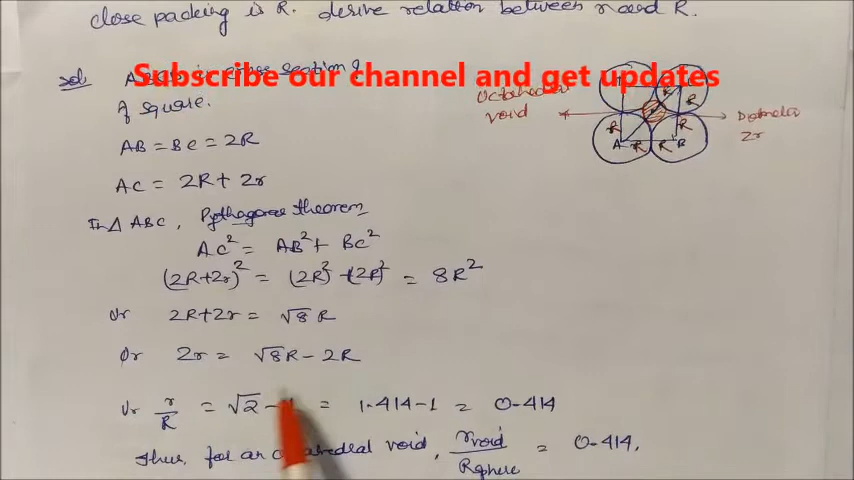 close packing is R. desire relation between r and R.
Subscribe our channel and get updates
Sol
of square.
Octahedral
void
Diameter
2r
R
R
R
R
R
A
B
AB = BC = 2R
AC = 2R + 2r
In △ ABC, Pythagoras theorem
AC² = AB² + BC²
(2R+2r)² = (2R)² + (2R)² = 8R²
Or 2R+2r = √8 R
Or 2r = √8R - 2R
Or r/R = √2 - 1 = 1.414-1 = 0.414
Thus, for an octahedral void, rvoid/Rsphere = 0.414.